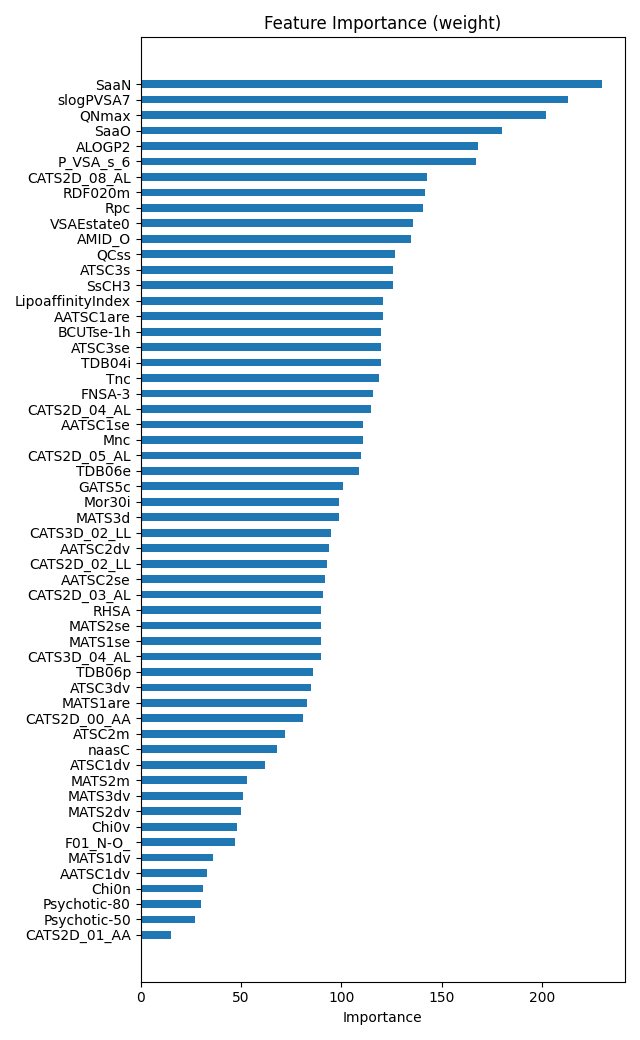 Feature Importance (weight)
SaaN
slogPVSA7
QNmax
SaaO
ALOGP2
P_VSA_s_6
CATS2D_08_AL
RDF020m
Rpc
VSAEstate0
AMID_O
QCss
ATSC3s
SsCH3
LipoaffinityIndex
AATSC1are
BCUTse-1h
ATSC3se
TDB04i
Tnc
FNSA-3
CATS2D_04_AL
AATSC1se
Mnc
CATS2D_05_AL
TDB06e
GATS5c
Mor30i
MATS3d
CATS3D_02_LL
AATSC2dv
CATS2D_02_LL
AATSC2se
CATS2D_03_AL
RHSA
MATS2se
MATS1se
CATS3D_04_AL
TDB06p
ATSC3dv
MATS1are
CATS2D_00_AA
ATSC2m
naasC
ATSC1dv
MATS2m
MATS3dv
MATS2dv
Chi0v
F01_N-O_
MATS1dv
AATSC1dv
Chi0n
Psychotic-80
Psychotic-50
CATS2D_01_AA
0 50 100 150 200
Importance